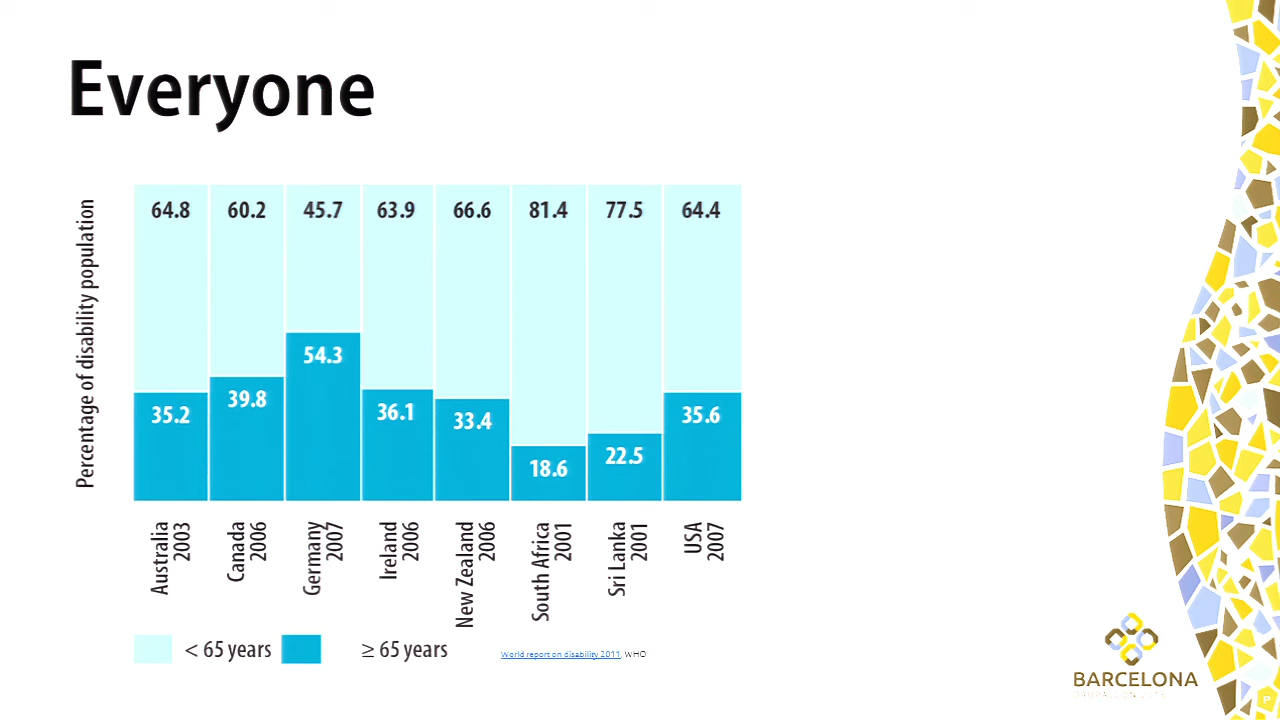 Everyone
Percentage of disability population
64.8 60.2 45.7 63.9 66.6 81.4 77.5 64.4
35.2 39.8 54.3 36.1 33.4 18.6 22.5 35.6
Australia
2003
Canada
2006
Germany
2007
Ireland
2006
New Zealand
2006
South Africa
2001
Sri Lanka
2001
USA
2007
< 65 years ≥ 65 years
World report on disability 2011, WHO
BARCELONA